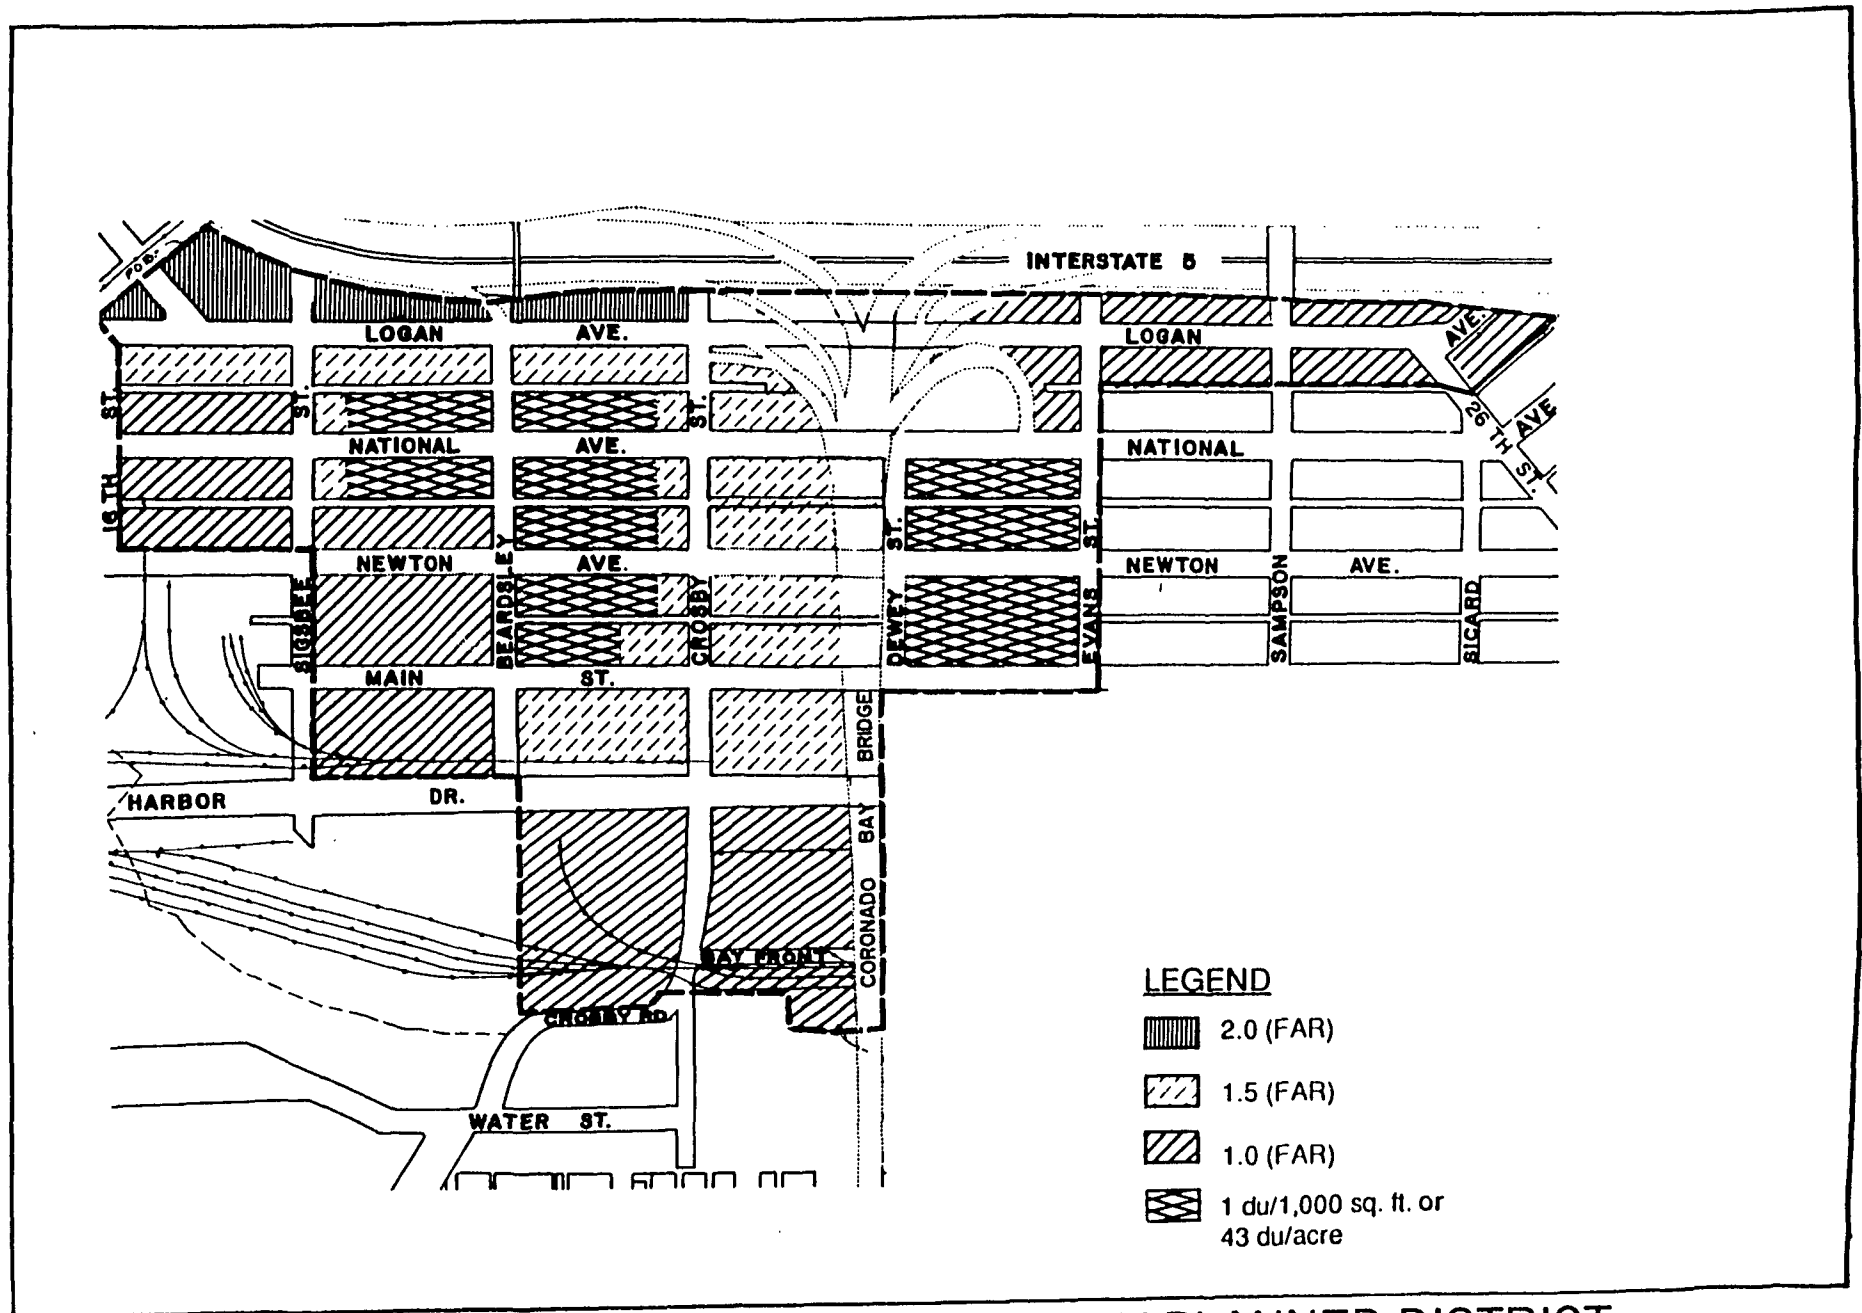 P.O.B.
INTERSTATE 5
LOGAN AVE. LOGAN AVE.
16 TH ST. ST. ST. 26 TH ST. AVE
NATIONAL AVE. NATIONAL
NEWTON AVE. ST. ST. NEWTON AVE.
SIGSBEE BEARDSLEY CROSBY DEWEY EVANS SAMPSON SICARD
MAIN ST.
HARBOR DR.
CORONADO BAY BRIDGE
BAY FRONT
CROSBY RD
WATER ST.
LEGEND
2.0 (FAR)
1.5 (FAR)
1.0 (FAR)
1 du/1,000 sq. ft. or
43 du/acre
PLANNED DISTRICT